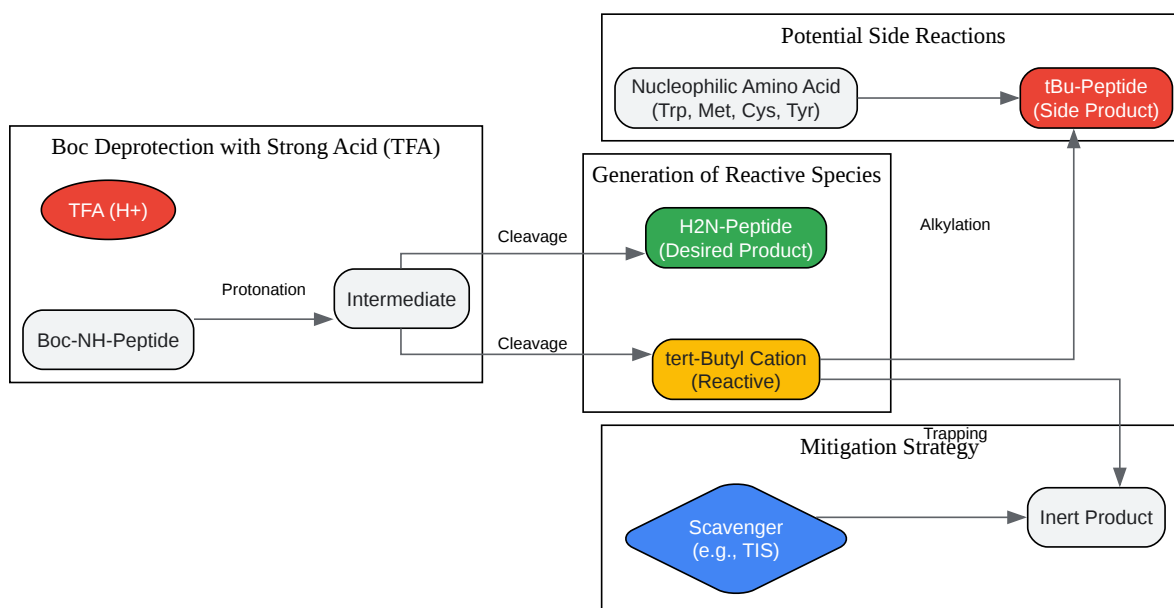 Potential Side Reactions
Nucleophilic Amino Acid
(Trp, Met, Cys, Tyr)
tBu-Peptide
(Side Product)
Boc Deprotection with Strong Acid (TFA)
TFA (H+)
Boc-NH-Peptide
Protonation
Intermediate
Cleavage
Cleavage
Generation of Reactive Species
H2N-Peptide
(Desired Product)
tert-Butyl Cation
(Reactive)
Alkylation
Trapping
Mitigation Strategy
Scavenger
(e.g., TIS)
Inert Product